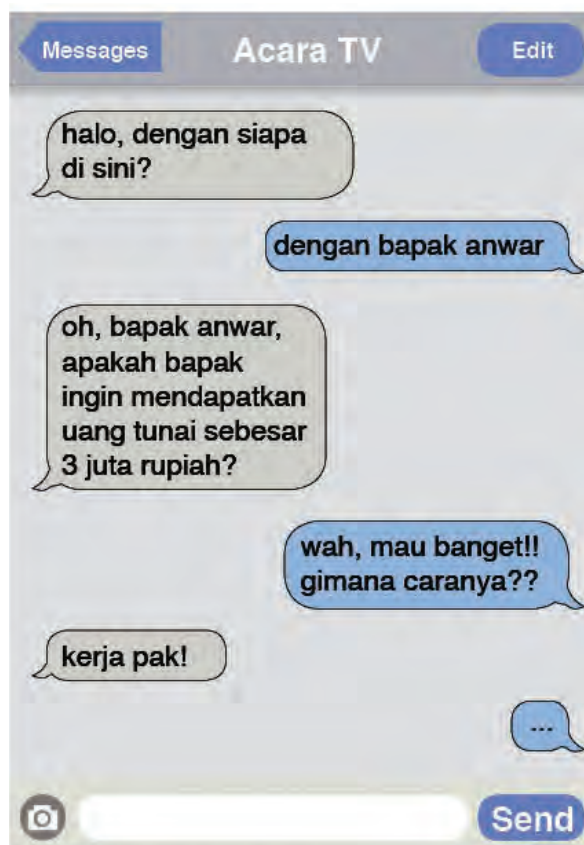 Messages
Acara TV
Edit
halo, dengan siapa
di sini?
dengan bapak anwar
oh, bapak anwar,
apakah bapak
ingin mendapatkan
uang tunai sebesar
3 juta rupiah?
wah, mau banget!!
gimana caranya??
kerja pak!
...
Send